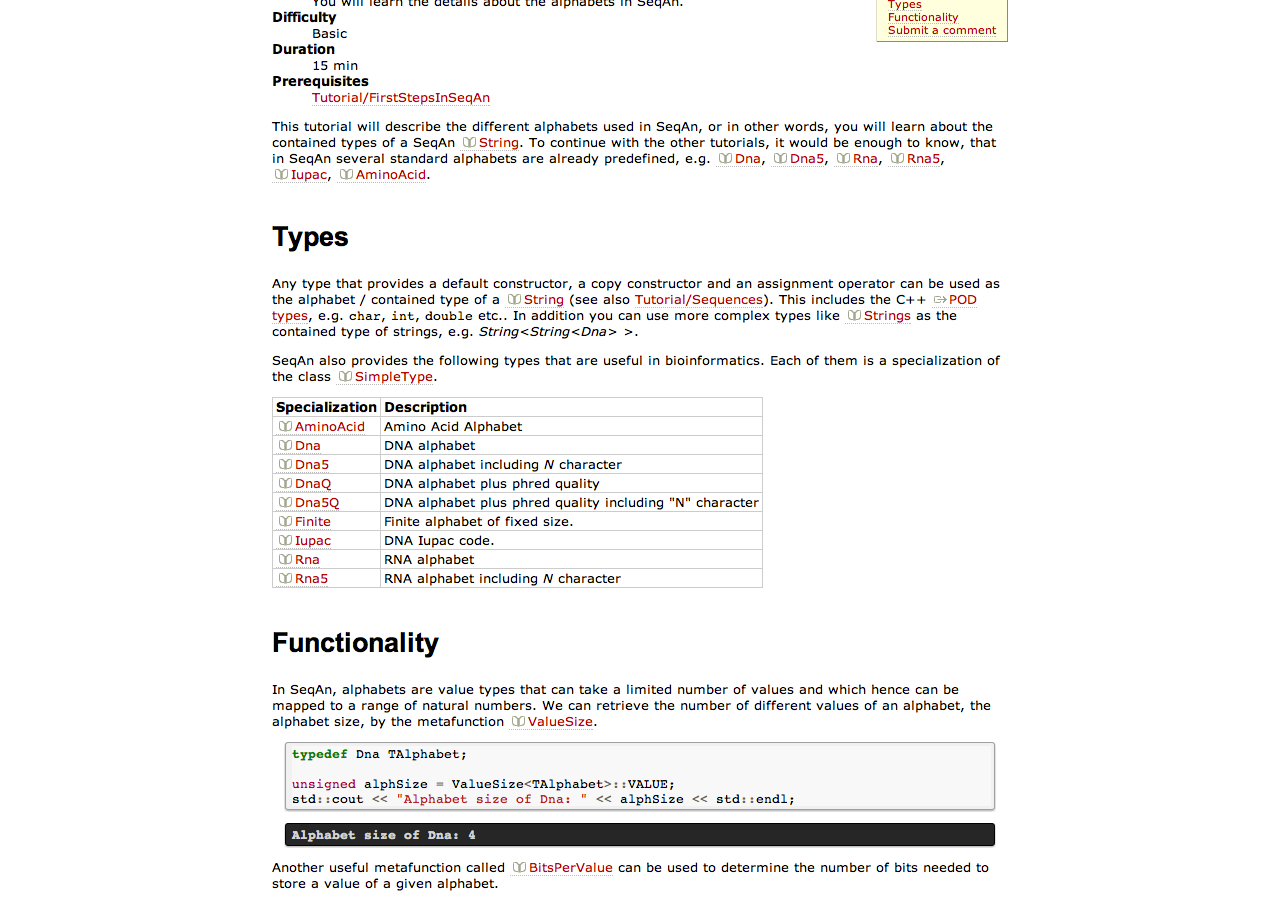 You will learn the details about the alphabets in SeqAn.
Types
Functionality
Submit a comment
Difficulty
Basic
Duration
15 min
Prerequisites
Tutorial/FirstStepsInSeqAn
This tutorial will describe the different alphabets used in SeqAn, or in other words, you will learn about the
contained types of a SeqAn String. To continue with the other tutorials, it would be enough to know, that
in SeqAn several standard alphabets are already predefined, e.g. Dna, Dna5, Rna, Rna5,
Iupac, AminoAcid.
Types
Any type that provides a default constructor, a copy constructor and an assignment operator can be used as
the alphabet / contained type of a String (see also Tutorial/Sequences). This includes the C++ POD
types, e.g. char, int, double etc.. In addition you can use more complex types like Strings as the
contained type of strings, e.g. String<String<Dna> >.
SeqAn also provides the following types that are useful in bioinformatics. Each of them is a specialization of
the class SimpleType.
Specialization Description
AminoAcid Amino Acid Alphabet
Dna DNA alphabet
Dna5 DNA alphabet including N character
DnaQ DNA alphabet plus phred quality
Dna5Q DNA alphabet plus phred quality including "N" character
Finite Finite alphabet of fixed size.
Iupac DNA Iupac code.
Rna RNA alphabet
Rna5 RNA alphabet including N character
Functionality
In SeqAn, alphabets are value types that can take a limited number of values and which hence can be
mapped to a range of natural numbers. We can retrieve the number of different values of an alphabet, the
alphabet size, by the metafunction ValueSize.
typedef Dna TAlphabet;
unsigned alphSize = ValueSize<TAlphabet>::VALUE;
std::cout << "Alphabet size of Dna: " << alphSize << std::endl;
Alphabet size of Dna: 4
Another useful metafunction called BitsPerValue can be used to determine the number of bits needed to
store a value of a given alphabet.